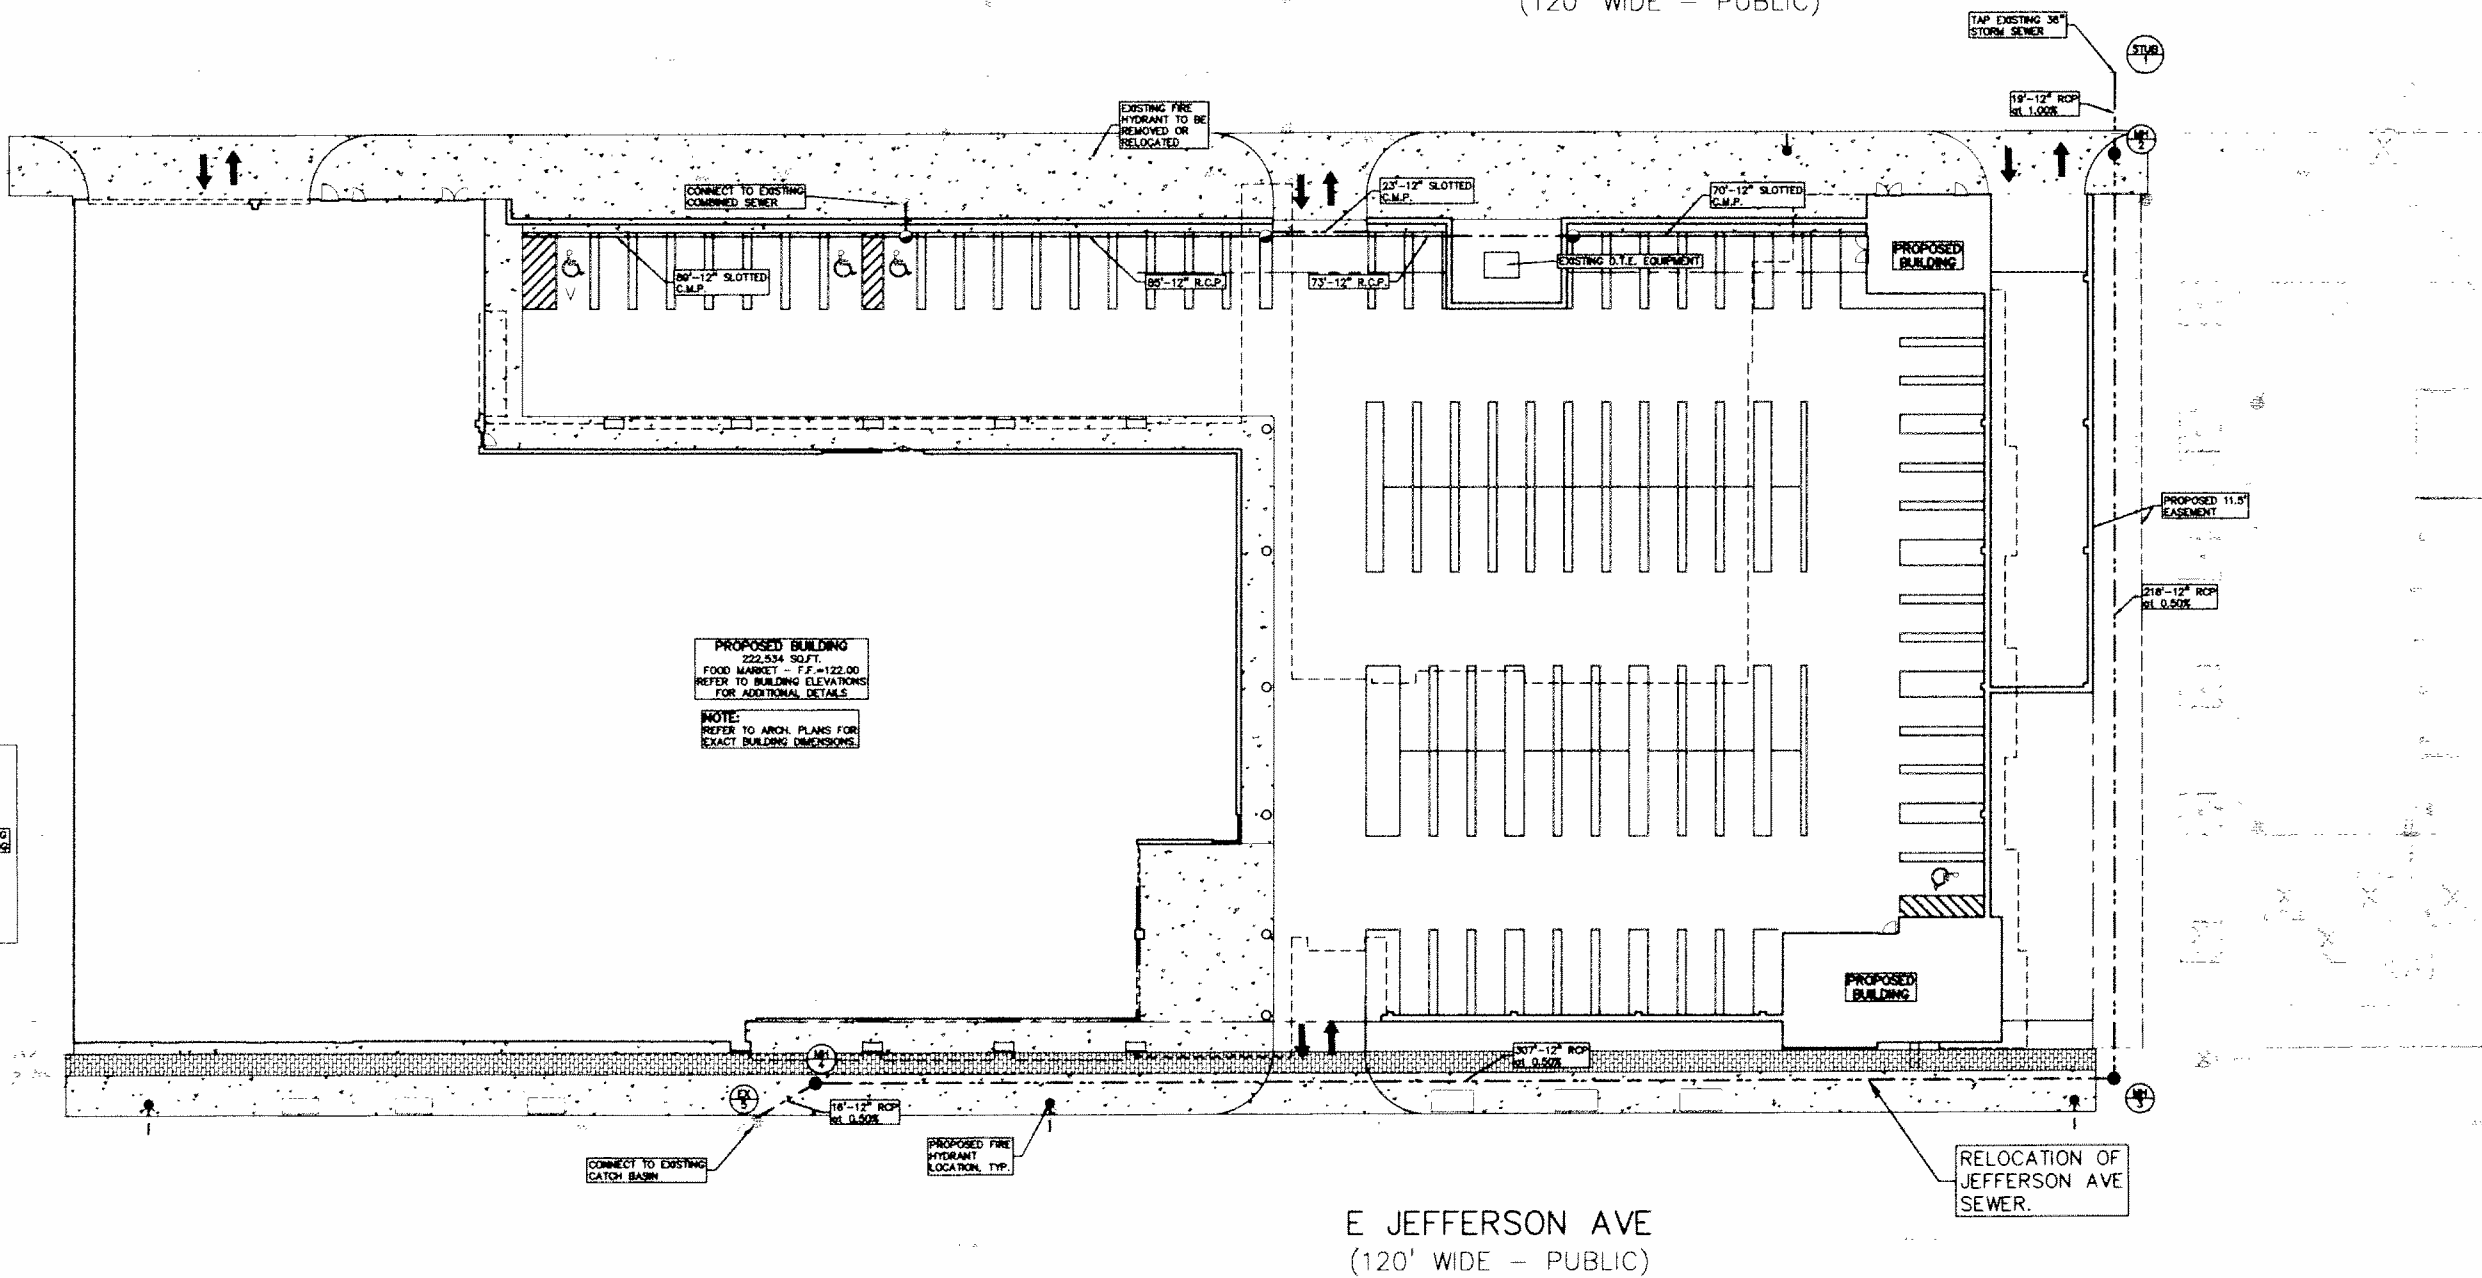 (120' WIDE – PUBLIC)
TAP EXISTING 36"
STORM SEWER
STUB
1
19'-12" RCP
at 1.00%
MH
2
EXISTING FIRE
HYDRANT TO BE
REMOVED OR
RELOCATED
CONNECT TO EXISTING
COMBINED SEWER
23'-12" SLOTTED
C.M.P.
70'-12" SLOTTED
C.M.P.
PROPOSED
BUILDING
EXISTING D.T.E. EQUIPMENT
SLOTTED
C.M.P.
85'-12" R.C.P.
73'-12" R.C.P.
PROPOSED 11.5'
EASEMENT
218'-12" RCP
at 0.50%
PROPOSED BUILDING
222,534 SQ.FT.
FOOD MARKET – F.F.=122.00
REFER TO BUILDING ELEVATIONS
FOR ADDITIONAL DETAILS
NOTE:
REFER TO ARCH. PLANS FOR
EXACT BUILDING DIMENSIONS.
PROPOSED
BUILDING
307'-12" RCP
at 0.50%
MH
4
EX
5
MH
3
16'-12" RCP
at 0.50%
PROPOSED FIRE
HYDRANT
LOCATION, TYP.
CONNECT TO EXISTING
CATCH BASIN
RELOCATION OF
JEFFERSON AVE
SEWER.
E JEFFERSON AVE
(120' WIDE – PUBLIC)